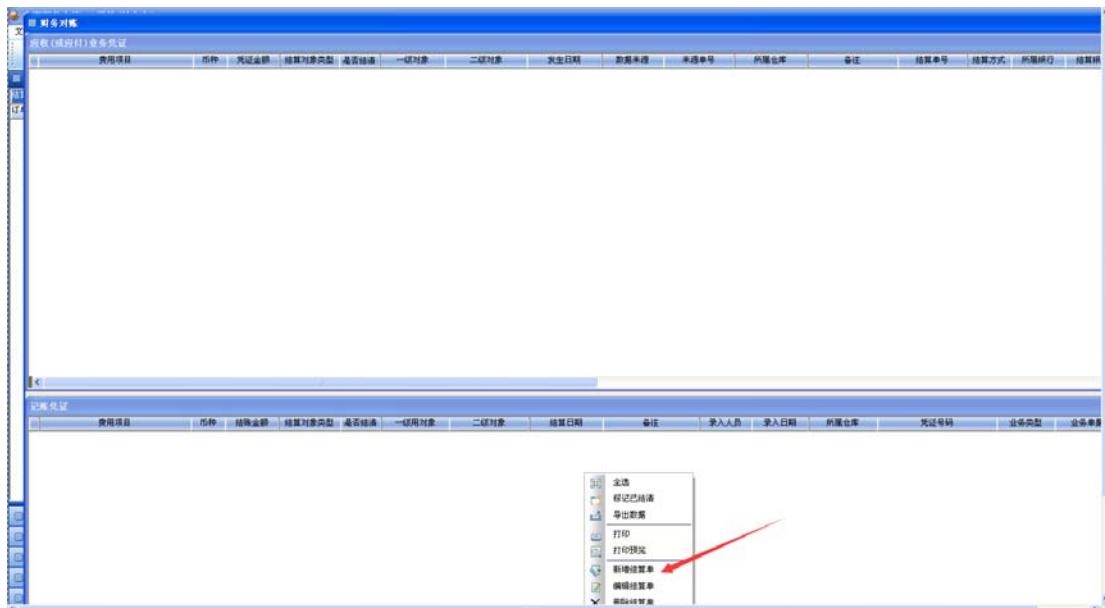 财务对账
文
应收(或应付)业务凭证
费用项目 币种 凭证金额 结算对象类型 是否结清 一级对象 二级对象 发生日期 数据来源 来源单号 所属仓库 备注 结算单号 结算方式 所属银行
记账凭证
费用项目 币种 结账金额 结算对象类型 是否结清 一级用对象 二级对象 结算日期 备注 录入人员 录入日期 所属仓库 凭证号码 业务类型
全选
标记已结清
导出数据
打印
打印预览
新增结算单
编辑结算单
删除结算单